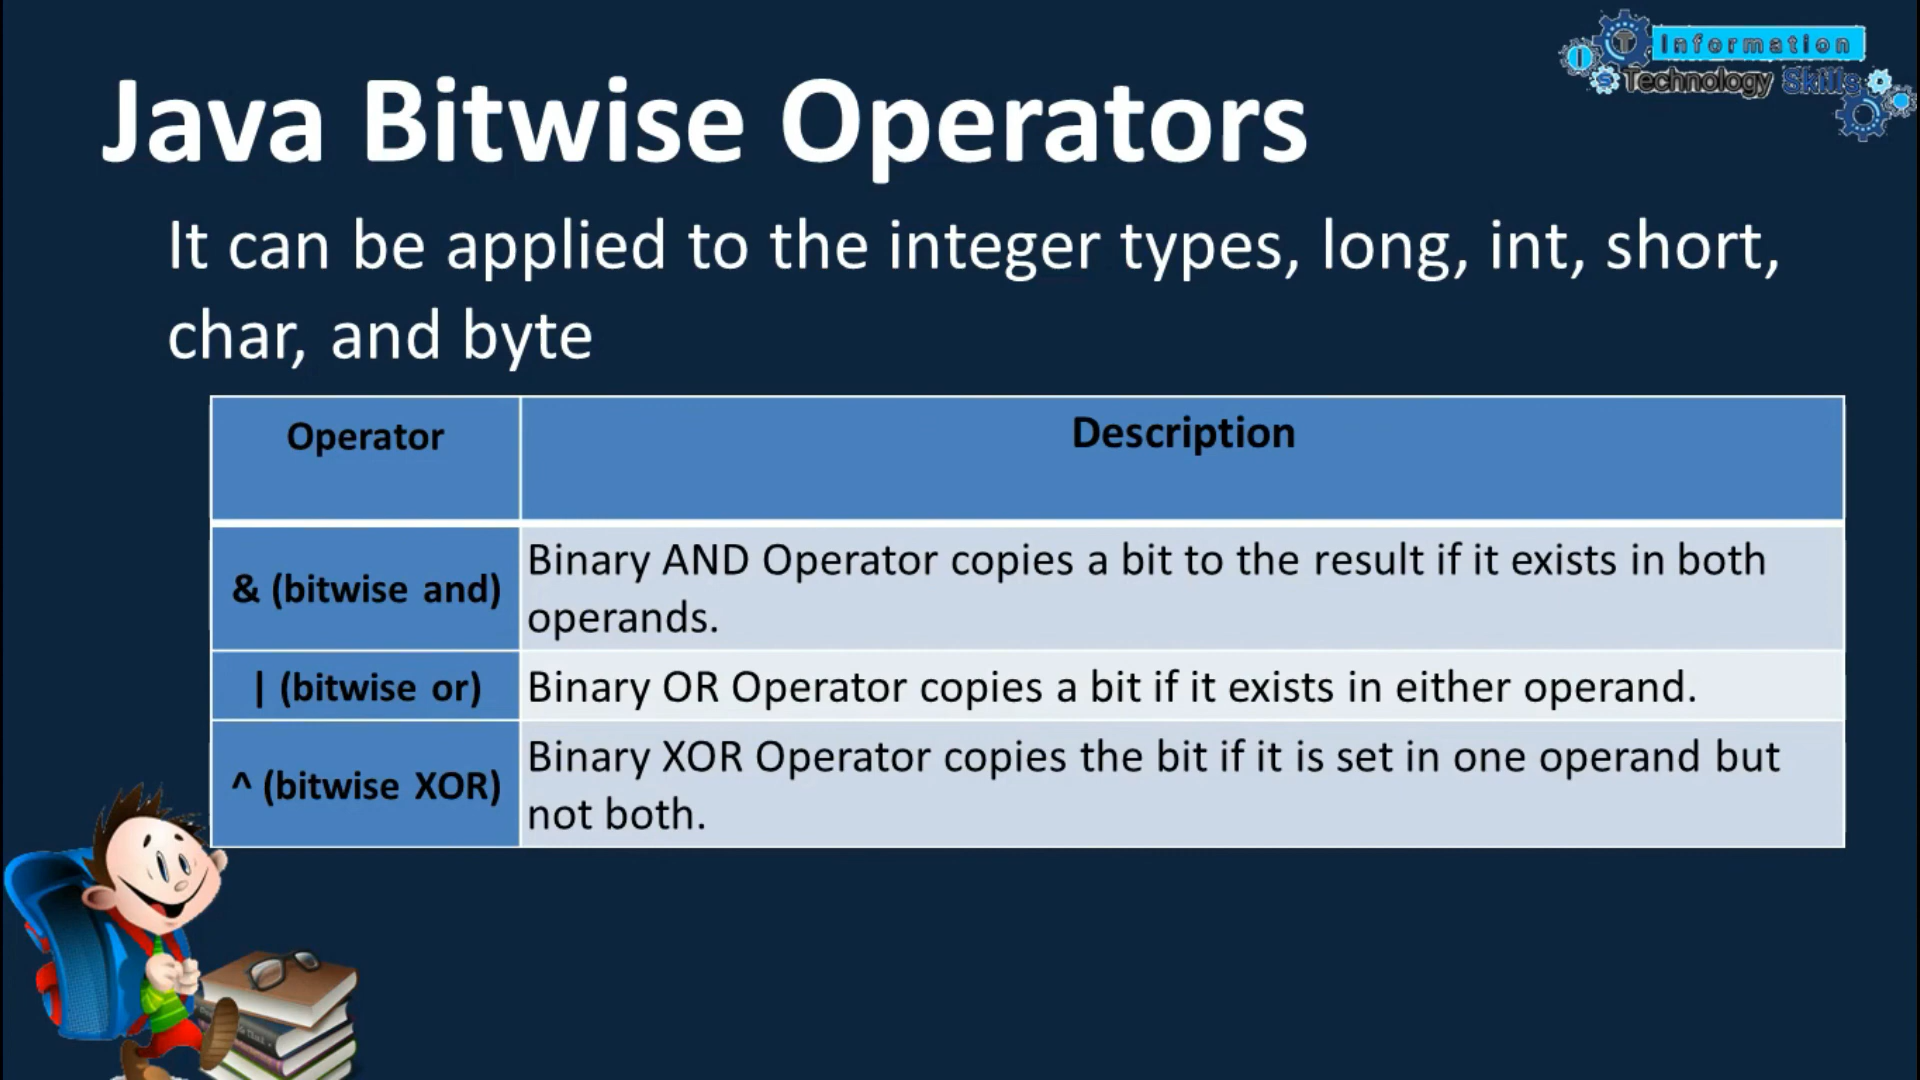 Information
Technology Skills
I T S
Java Bitwise Operators
It can be applied to the integer types, long, int, short,
char, and byte
Operator
Description
& (bitwise and)
Binary AND Operator copies a bit to the result if it exists in both
operands.
| (bitwise or)
Binary OR Operator copies a bit if it exists in either operand.
^ (bitwise XOR)
Binary XOR Operator copies the bit if it is set in one operand but
not both.